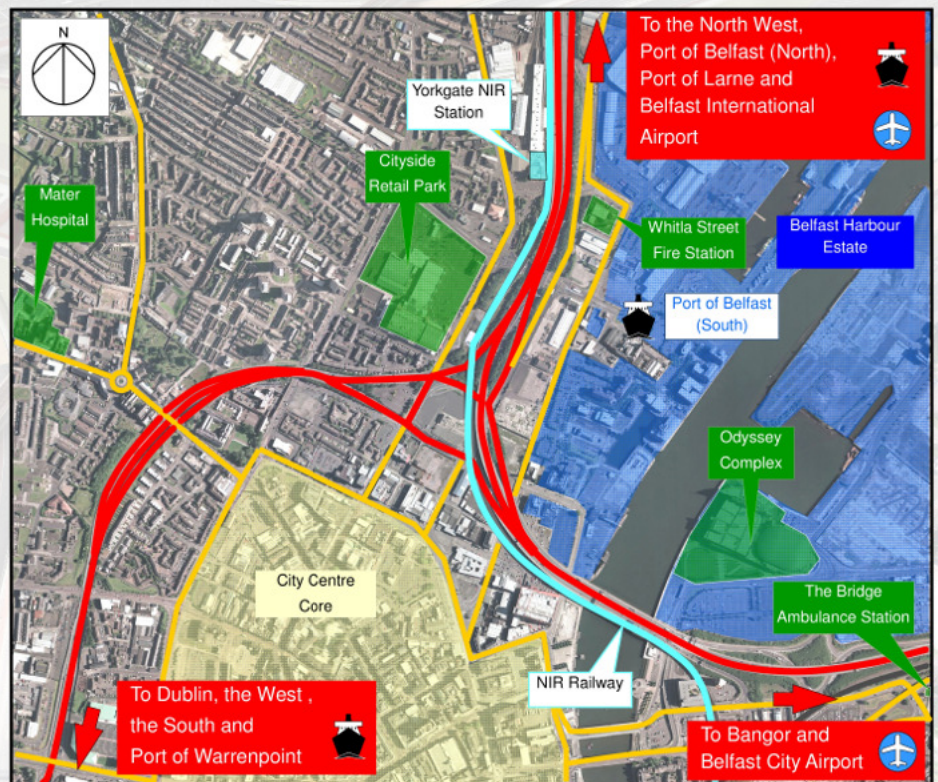 N
To the North West,
Port of Belfast (North),
Port of Larne and
Belfast International
Airport
Yorkgate NIR
Station
Cityside
Retail Park
Mater
Hospital
Whitla Street
Fire Station
Belfast Harbour
Estate
Port of Belfast
(South)
Odyssey
Complex
City Centre
Core
The Bridge
Ambulance Station
NIR Railway
To Dublin, the West ,
the South and
Port of Warrenpoint
To Bangor and
Belfast City Airport